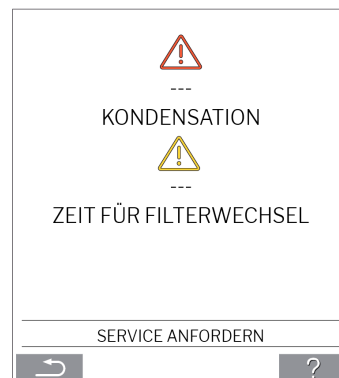 ---
KONDENSATION
---
ZEIT FÜR FILTERWECHSEL
SERVICE ANFORDERN
?